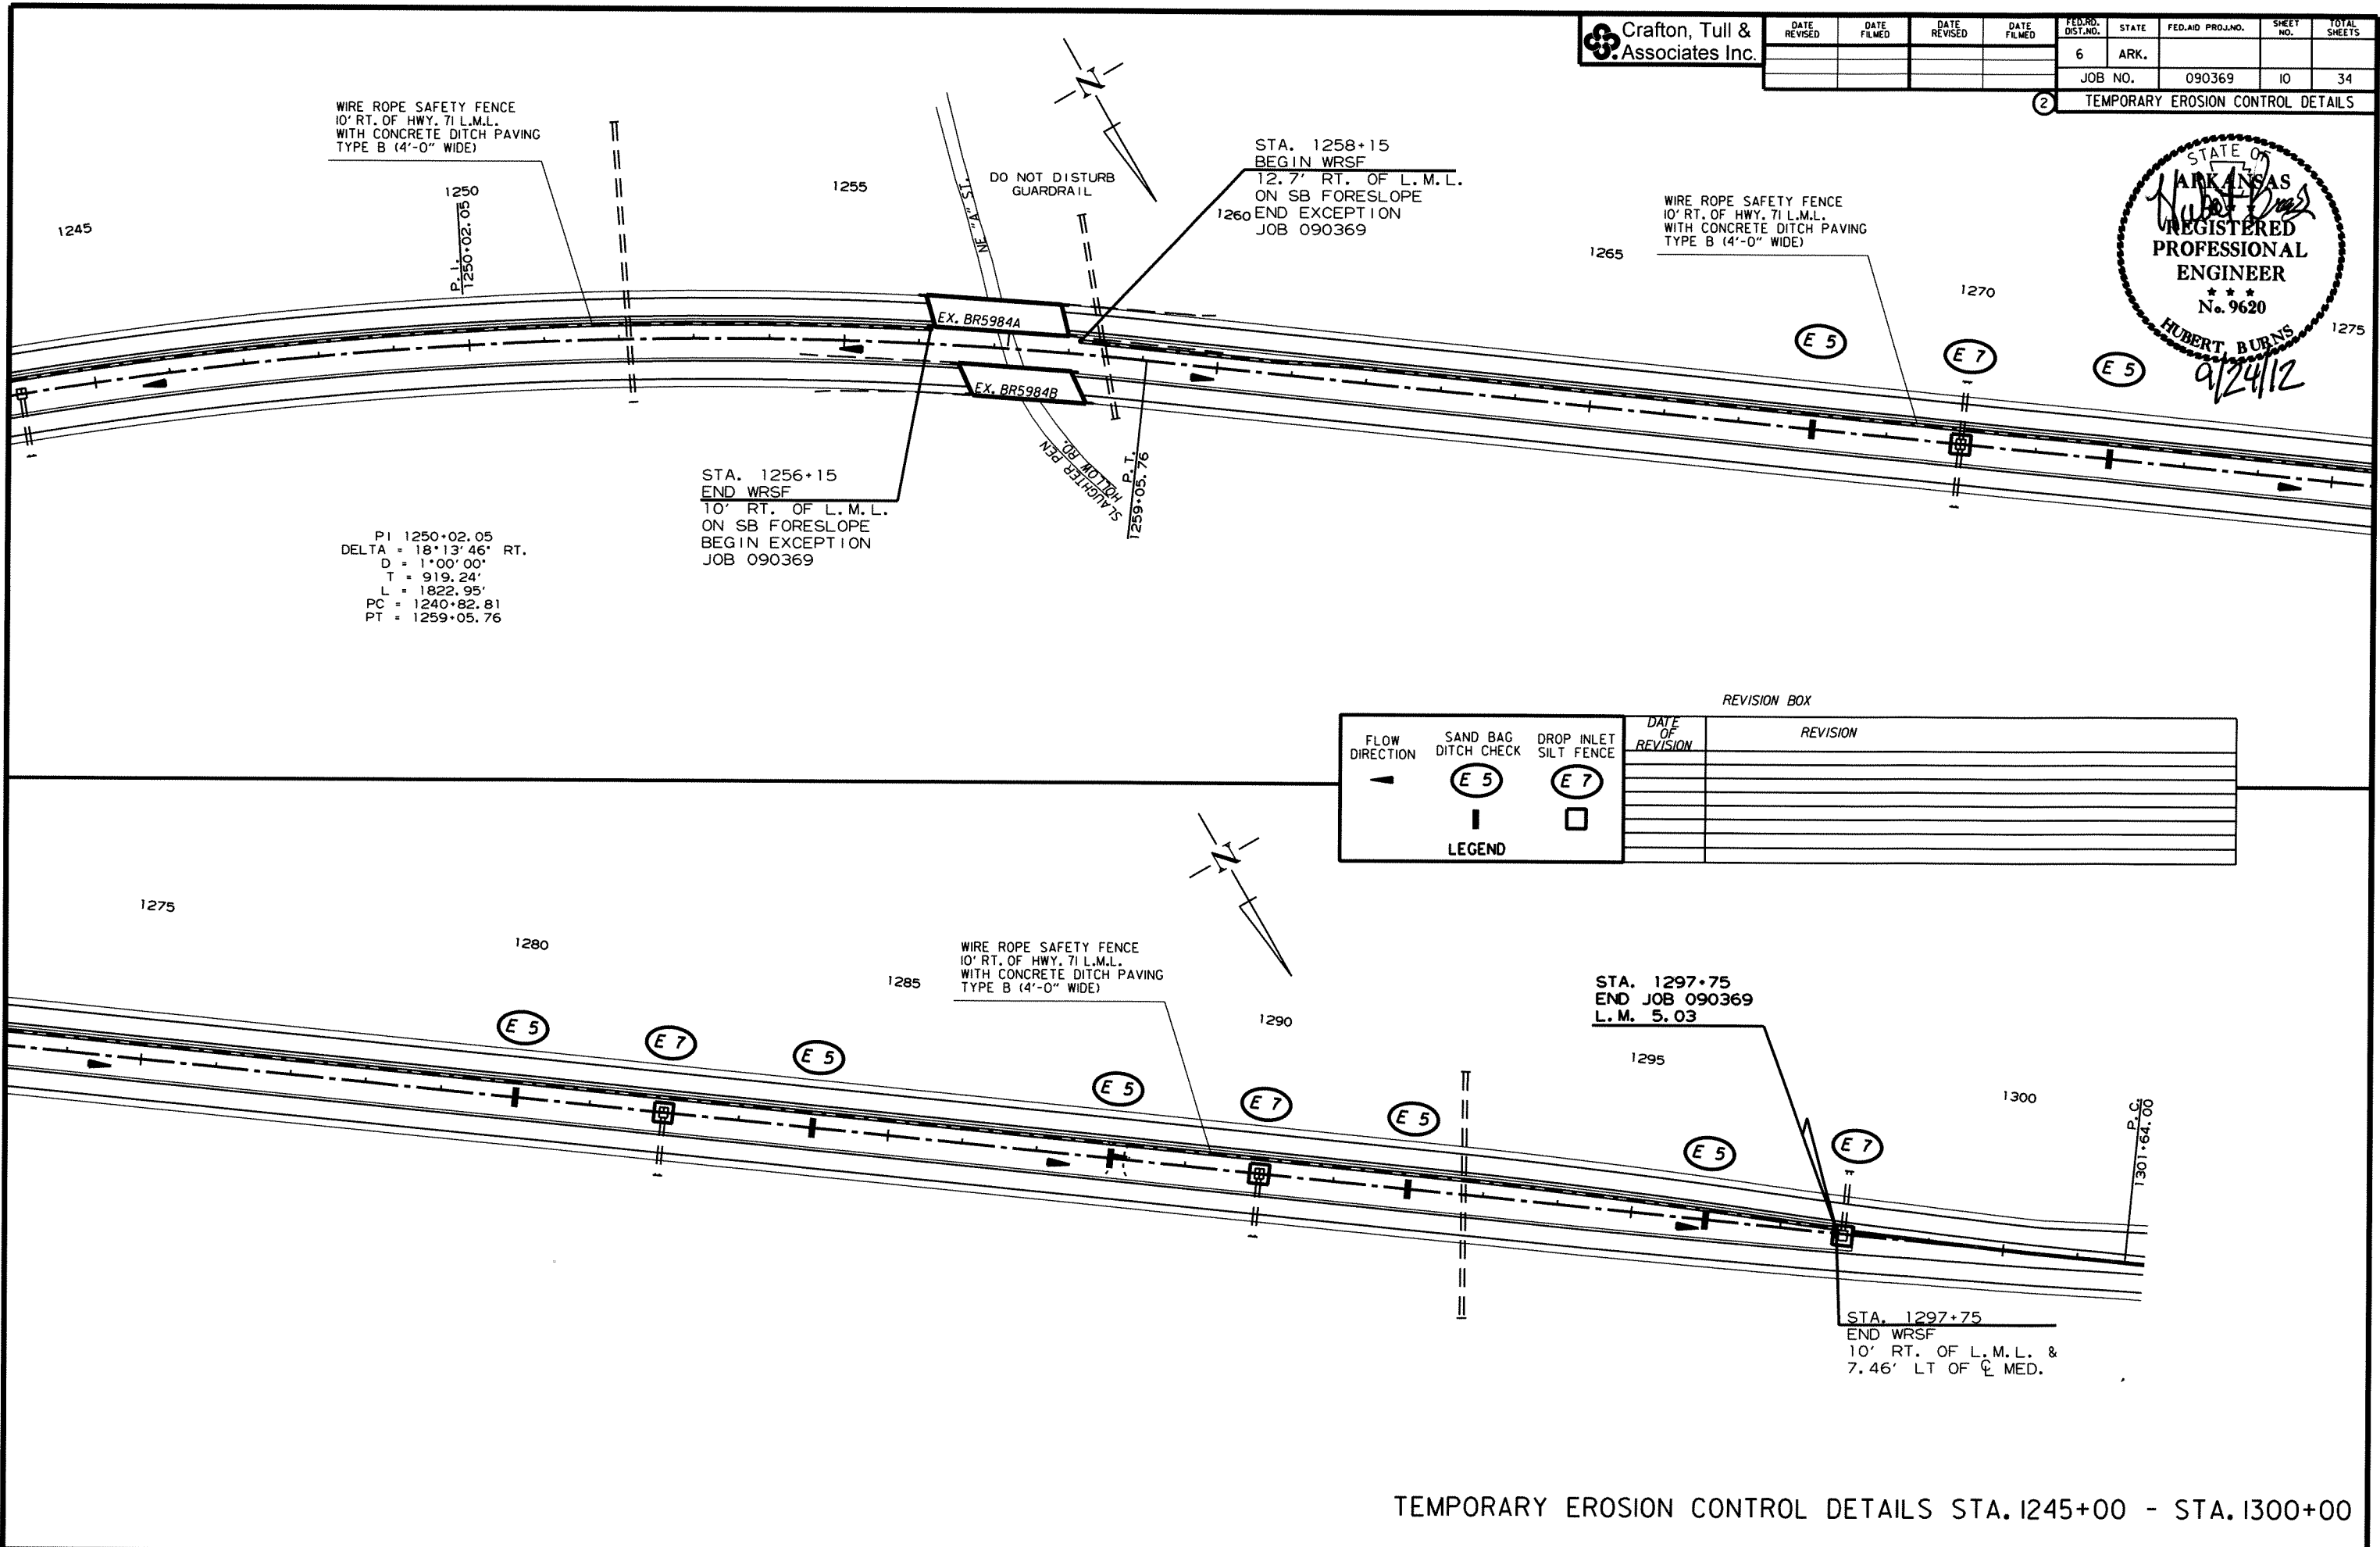 Crafton, Tull &
Associates Inc.
DATE REVISED
DATE FILMED
DATE REVISED
DATE FILMED
FED.RD. DIST.NO.
STATE
FED.AID PROJ.NO.
SHEET NO.
TOTAL SHEETS
6
ARK.
JOB NO.
090369
10
34
2
TEMPORARY EROSION CONTROL DETAILS
STATE OF
ARKANSAS
REGISTERED
PROFESSIONAL
ENGINEER
* * *
No. 9620
HUBERT BURNS
9/24/12
WIRE ROPE SAFETY FENCE
10' RT. OF HWY. 71 L.M.L.
WITH CONCRETE DITCH PAVING
TYPE B (4'-0" WIDE)
1245
1250
P.I.
1250+02.05
1255
N
NE. "A" ST.
DO NOT DISTURB
GUARDRAIL
STA. 1258+15
BEGIN WRSF
12.7' RT. OF L.M.L.
ON SB FORESLOPE
END EXCEPTION
JOB 090369
1260
1265
WIRE ROPE SAFETY FENCE
10' RT. OF HWY. 71 L.M.L.
WITH CONCRETE DITCH PAVING
TYPE B (4'-0" WIDE)
1270
1275
E 5
E 7
E 5
EX. BR5984A
EX. BR5984B
SLAUGHTER PEN
HOLLOW RD.
P.T.
1259+05.76
STA. 1256+15
END WRSF
10' RT. OF L.M.L.
ON SB FORESLOPE
BEGIN EXCEPTION
JOB 090369
PI 1250+02.05
DELTA = 18°13'46" RT.
D = 1°00'00"
T = 919.24'
L = 1822.95'
PC = 1240+82.81
PT = 1259+05.76
REVISION BOX
DATE OF REVISION
REVISION
FLOW DIRECTION
SAND BAG DITCH CHECK
DROP INLET SILT FENCE
E 5
E 7
LEGEND
N
1275
1280
1285
WIRE ROPE SAFETY FENCE
10' RT. OF HWY. 71 L.M.L.
WITH CONCRETE DITCH PAVING
TYPE B (4'-0" WIDE)
1290
STA. 1297+75
END JOB 090369
L.M. 5.03
1295
1300
P.C.
1301+64.00
E 5
E 7
E 5
E 5
E 7
E 5
E 5
E 7
STA. 1297+75
END WRSF
10' RT. OF L.M.L. &
7.46' LT OF ℄ MED.
TEMPORARY EROSION CONTROL DETAILS STA. 1245+00 - STA. 1300+00